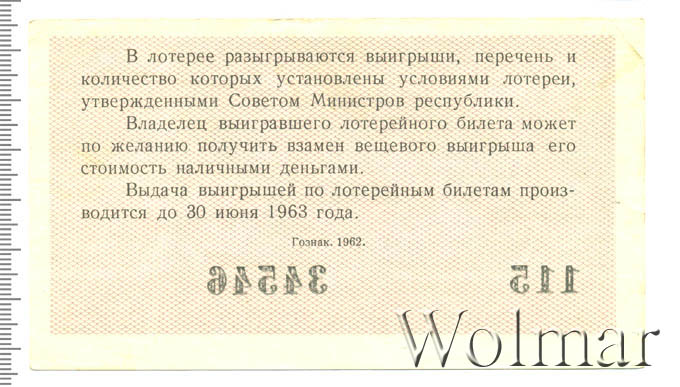 В лотерее разыгрываются выигрыши, перечень и
количество которых установлены условиями лотереи,
утвержденными Советом Министров республики.
Владелец выигравшего лотерейного билета может
по желанию получить взамен вещевого выигрыша его
стоимость наличными деньгами.
Выдача выигрышей по лотерейным билетам произ-
водится до 30 июня 1963 года.
Гознак. 1962.
34546 115
Wolmar